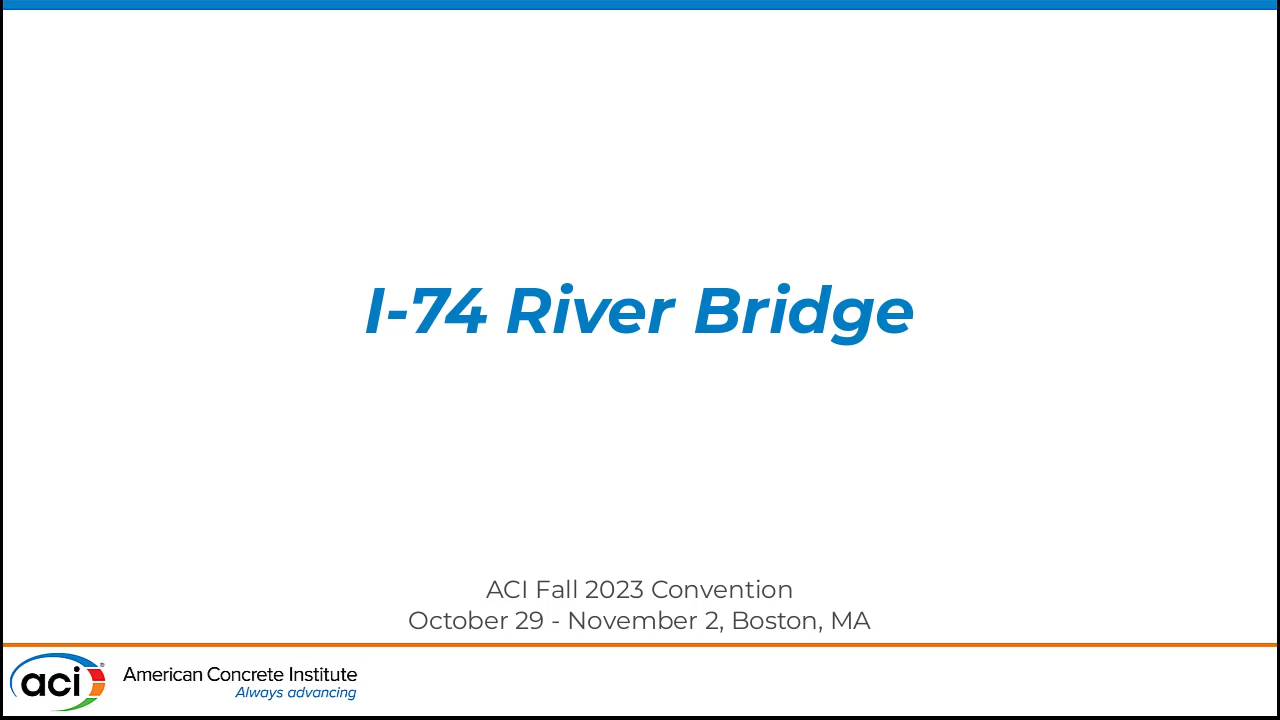 I-74 River Bridge
ACI Fall 2023 Convention
October 29 - November 2, Boston, MA
aci®
American Concrete Institute
Always advancing